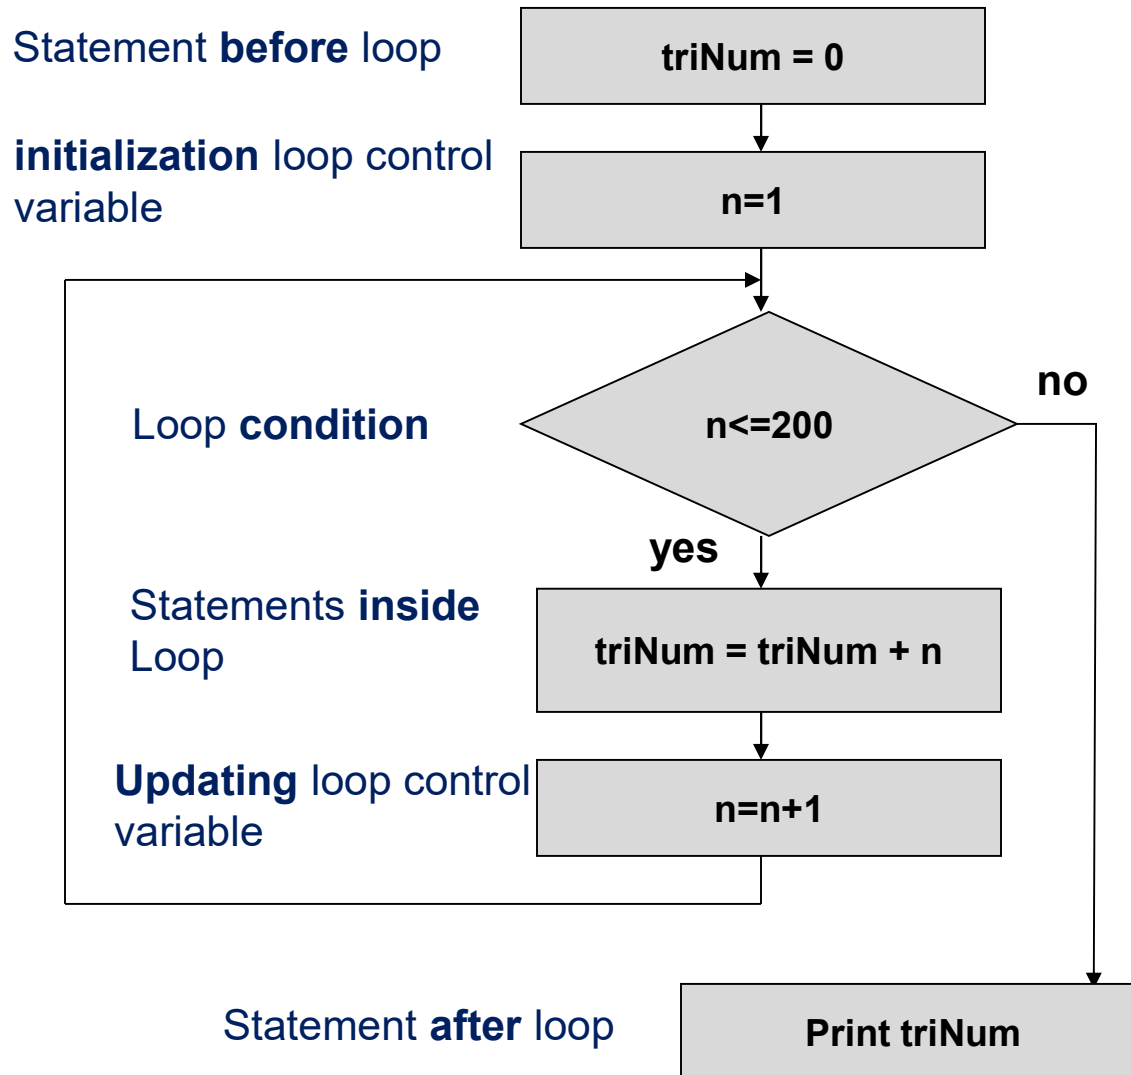 Statement before loop
triNum = 0
initialization loop control
variable
n=1
Loop condition
n<=200
no
yes
Statements inside
Loop
triNum = triNum + n
Updating loop control
variable
n=n+1
Statement after loop
Print triNum